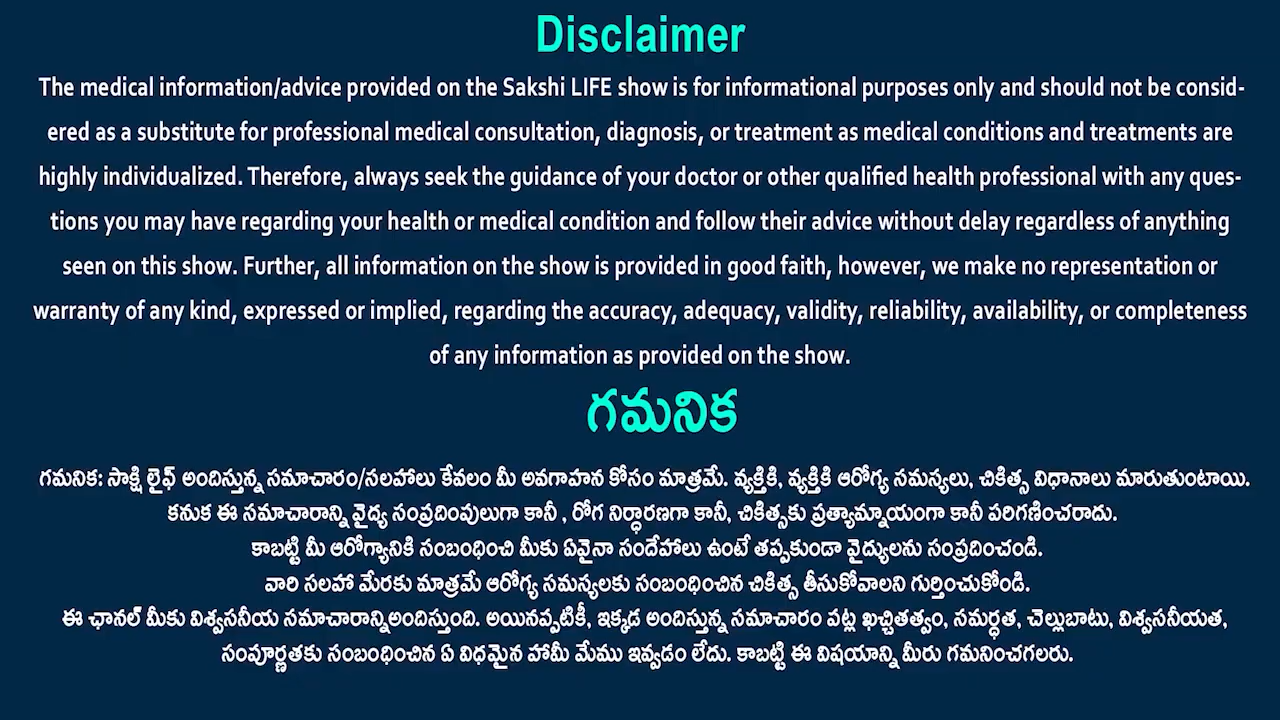 Disclaimer
The medical information/advice provided on the Sakshi LIFE show is for informational purposes only and should not be consid-
ered as a substitute for professional medical consultation, diagnosis, or treatment as medical conditions and treatments are
highly individualized. Therefore, always seek the guidance of your doctor or other qualified health professional with any ques-
tions you may have regarding your health or medical condition and follow their advice without delay regardless of anything
seen on this show. Further, all information on the show is provided in good faith, however, we make no representation or
warranty of any kind, expressed or implied, regarding the accuracy, adequacy, validity, reliability, availability, or completeness
of any information as provided on the show.
గమనిక
గమనిక: సాక్షి లైఫ్ అందిస్తున్న సమాచారం/సలహాలు కేవలం మీ అవగాహన కోసం మాత్రమే. వ్యక్తికి, వ్యక్తికి ఆరోగ్య సమస్యలు, చికిత్స విధానాలు మారుతుంటాయి.
కనుక ఈ సమాచారాన్ని వైద్య సంప్రదింపులుగా కానీ , రోగ నిర్ధారణగా కానీ, చికిత్సకు ప్రత్యామ్నాయంగా కానీ పరిగణించరాదు.
కాబట్టి మీ ఆరోగ్యానికి సంబంధించి మీకు ఏవైనా సందేహాలు ఉంటే తప్పకుండా వైద్యులను సంప్రదించండి.
వారి సలహా మేరకు మాత్రమే ఆరోగ్య సమస్యలకు సంబంధించిన చికిత్స తీసుకోవాలని గుర్తించుకోండి.
ఈ ఛానల్ మీకు విశ్వసనీయ సమాచారాన్నిఅందిస్తుంది. అయినప్పటికీ, ఇక్కడ అందిస్తున్న సమాచారం పట్ల ఖచ్చితత్వం, సమర్ధత, చెల్లుబాటు, విశ్వసనీయత,
సంపూర్ణతకు సంబంధించిన ఏ విధమైన హామీ మేము ఇవ్వడం లేదు. కాబట్టి ఈ విషయాన్ని మీరు గమనించగలరు.